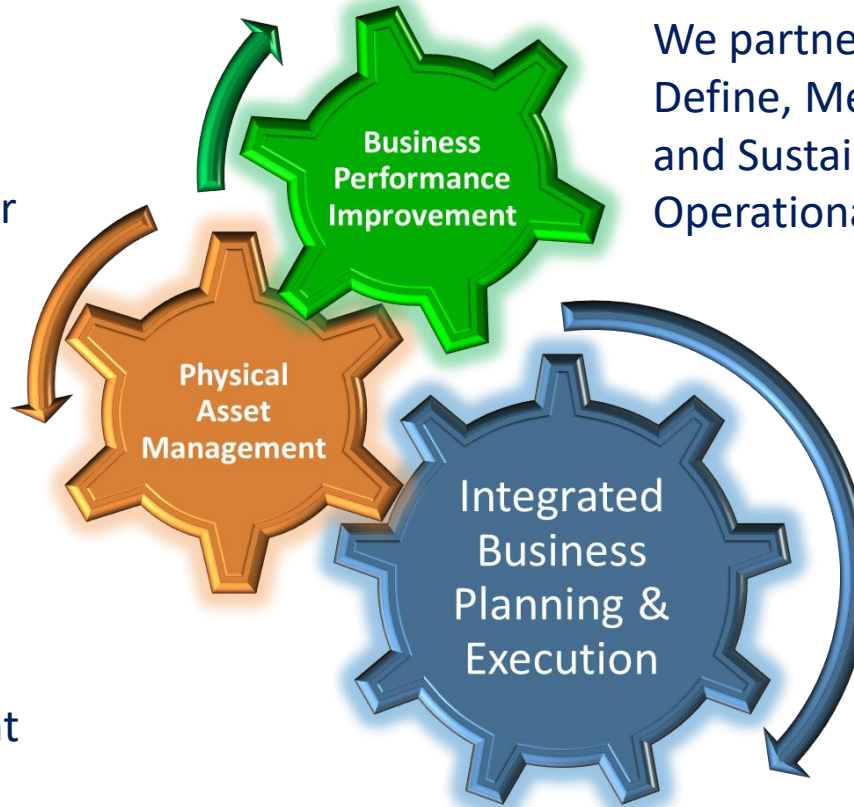 We partne
Define, Me
and Sustai
Operationa
Business
Performance
Improvement
r
Physical
Asset
Management
Integrated
Business
Planning &
Execution
t